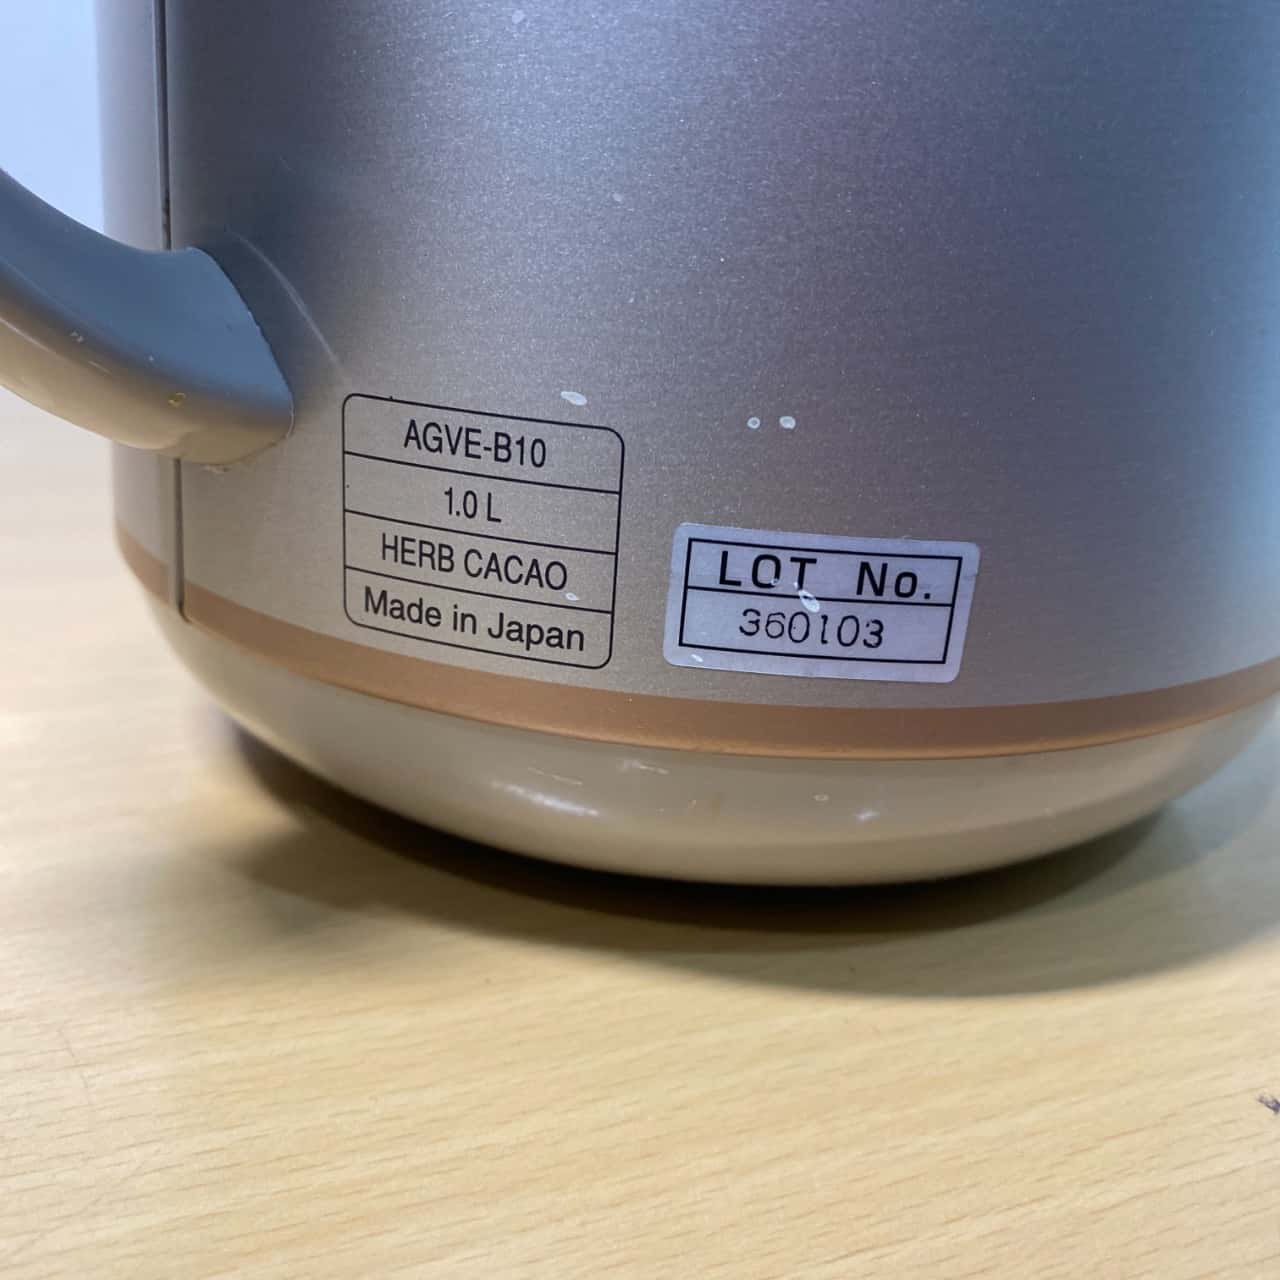 AGVE-B10
1.0 L
HERB CACAO
Made in Japan
LOT No.
360103